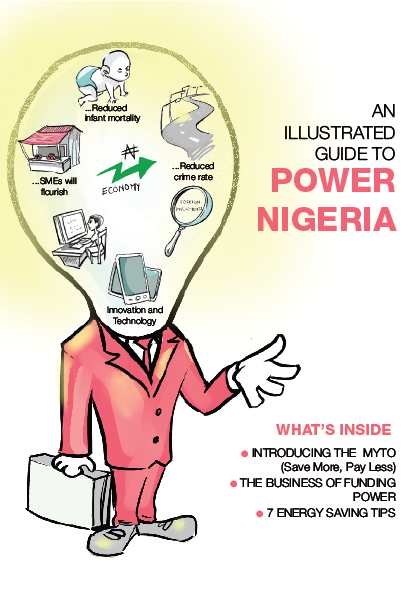 AN
ILLUSTRATED
GUIDE TO
POWER
NIGERIA
...Reduced
infant mortality
...SMEs will
flourish
₦
ECONOMY
...Reduced
crime rate
FOREIGN
INVESTMENTS
Innovation and
Technology
WHAT'S INSIDE
● INTRODUCING THE MYTO
(Save More, Pay Less)
● THE BUSINESS OF FUNDING
POWER
● 7 ENERGY SAVING TIPS